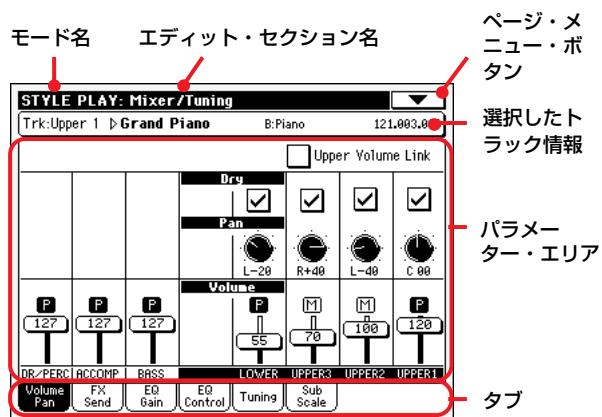 モード名
エディット・セクション名
ページ・メ
ニュー・ボ
タン
STYLE PLAY: Mixer/Tuning
Trk:Upper 1 Grand Piano B:Piano 121.003.0
選択したト
ラック情報
Upper Volume Link
Dry
Pan
L-20 R+40 L-40 C 00
パラメー
ター・エリア
Volume
P P P P M M P
127 127 127 55 70 100 120
DR/PERC ACCOMP BASS LOWER UPPER3 UPPER2 UPPER1
Volume Pan
FX Send
EQ Gain
EQ Control
Tuning
Sub Scale
タブ